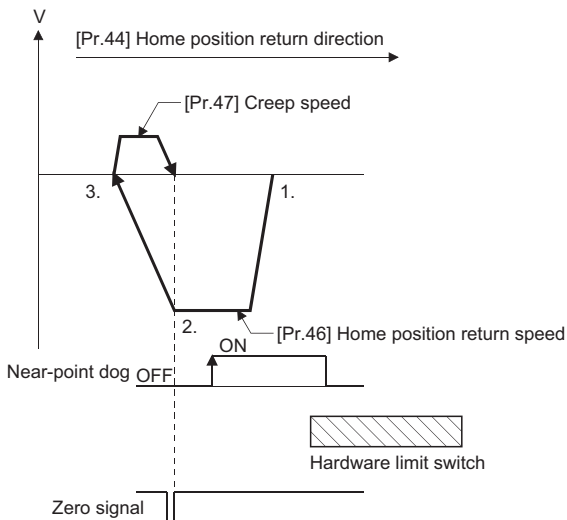 V
[Pr.44] Home position return direction
[Pr.47] Creep speed
3.
1.
2.
[Pr.46] Home position return speed
ON
Near-point dog OFF
Hardware limit switch
Zero signal